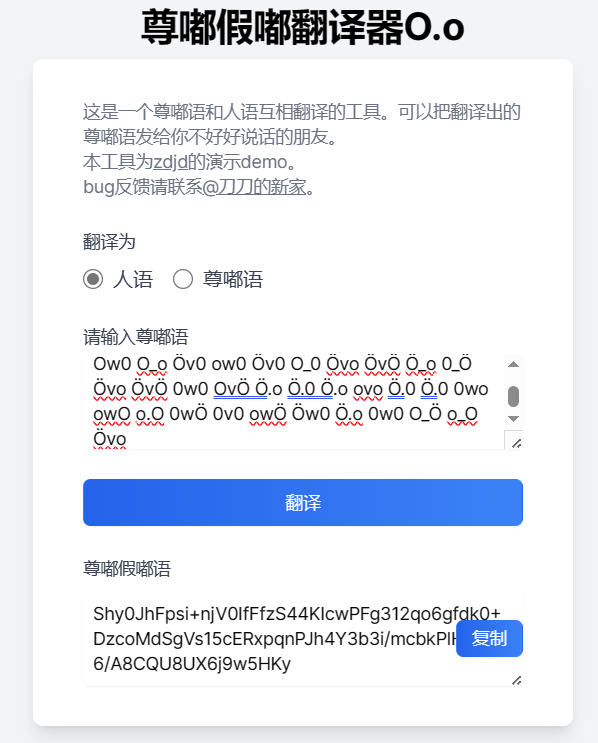 尊嘟假嘟翻译器O.o
这是一个尊嘟语和人语互相翻译的工具。可以把翻译出的
尊嘟语发给你不好好说话的朋友。
本工具为zdjd的演示demo。
bug反馈请联系@刀刀的新家。
翻译为
人语 尊嘟语
请输入尊嘟语
Ow0 O_o Öv0 ow0 Öv0 O_0 Övo ÖvÖ Ö_o 0_Ö
Övo ÖvÖ 0w0 OvÖ Ö.o Ö.0 Ö.o ovo Ö.0 Ö.0 0wo
owO o.O 0wÖ 0v0 owÖ Öw0 Ö.o 0w0 O_Ö o_O
Övo
翻译
尊嘟假嘟语
Shy0JhFpsi+njV0IfFfzS44KIcwPFg312qo6gfdk0+
DzcoMdSgVs15cERxpqnPJh4Y3b3i/mcbkPl
复制
6/A8CQU8UX6j9w5HKy